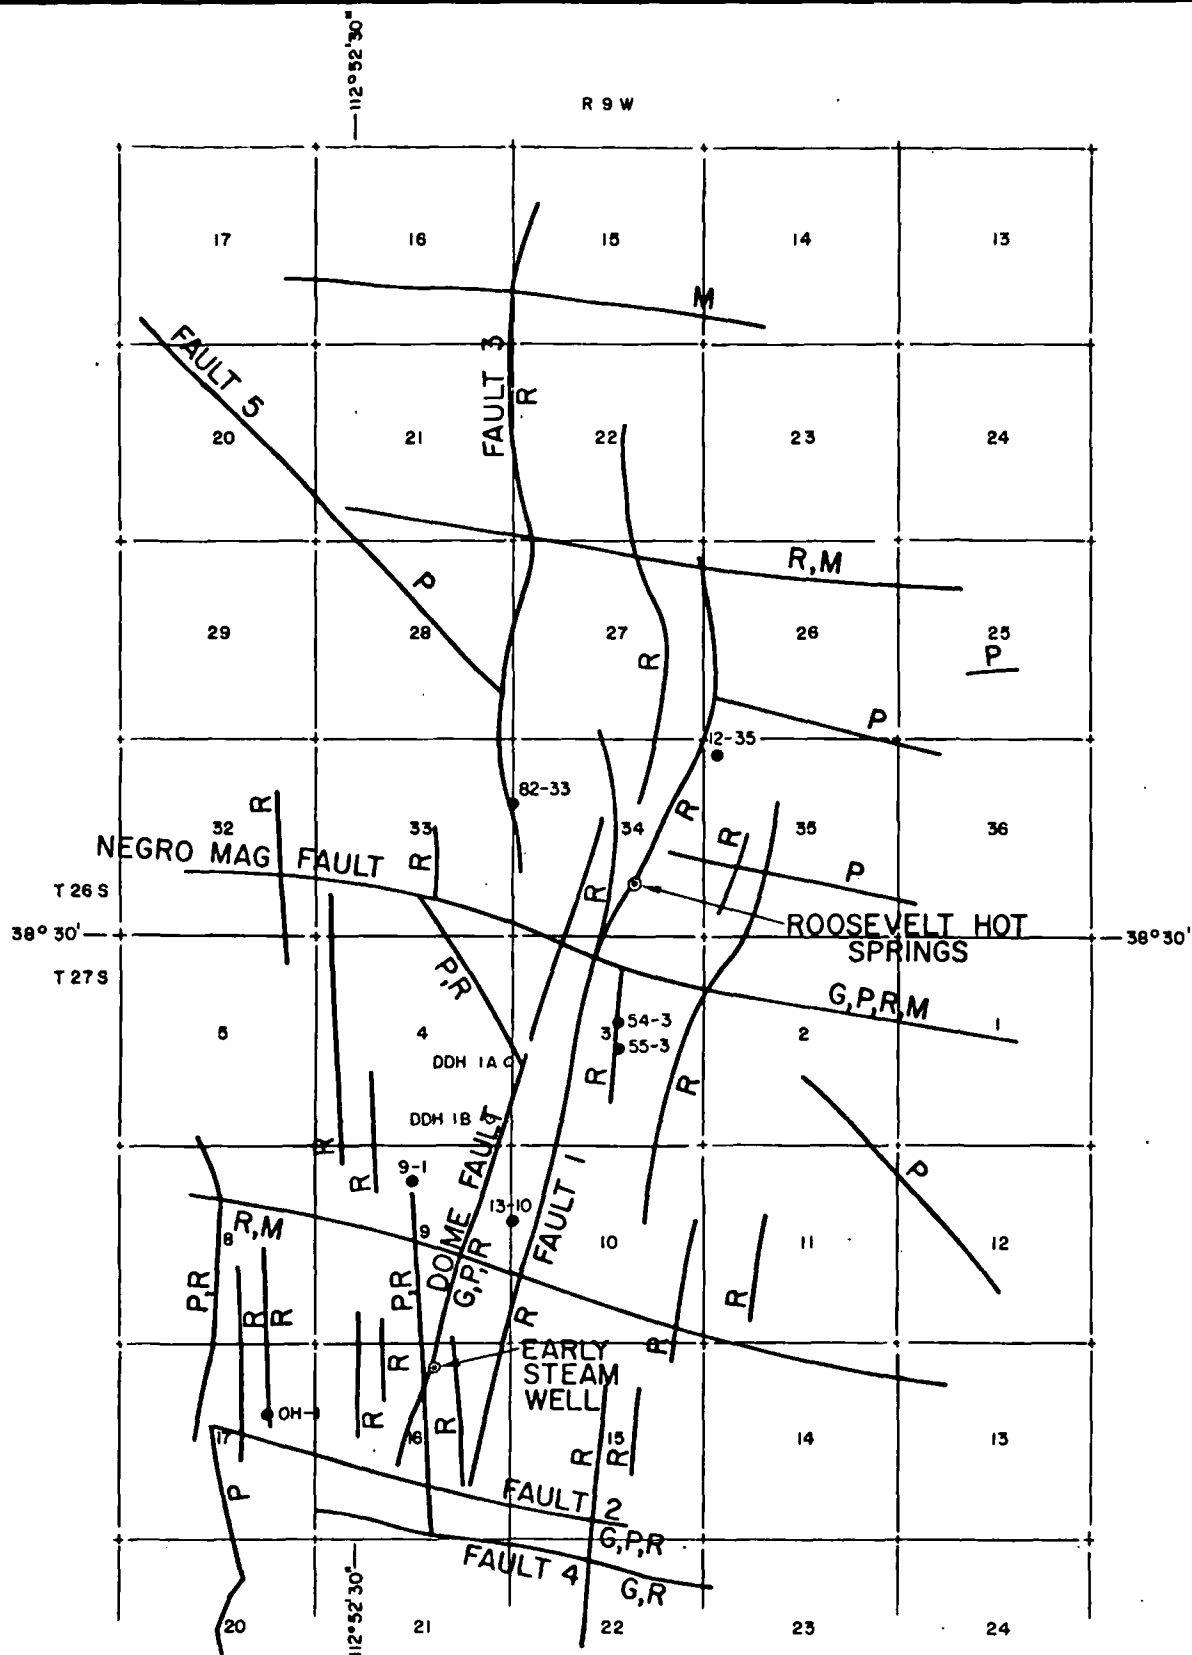 112°52'30"
R 9 W
17
16
15
14
13
M
FAULT 5
FAULT 3
R
20
21
22
23
24
R,M
P
29
28
27
26
25
R
P
P
12-35
82-33
R
R
32
33
34
35
36
R
R
NEGRO MAG FAULT
P
T 26 S
R
ROOSEVELT HOT
SPRINGS
38° 30'
38° 30'
T 27 S
P,R
G,P,R,M
5
4
3
54-3
2
1
55-3
DDH 1A
R
R
DDH 1B
DOME FAULT
G,P,R
R
R
9-1
P
FAULT 1
R
13-10
R,M
8
9
10
11
12
P,R
P,R
R
R
R
R
EARLY
STEAM
WELL
R
R
R
OH-1
17
16
15
14
13
R
R
R
P
FAULT 2
G,P,R
FAULT 4
G,R
112°52'30"
20
21
22
23
24